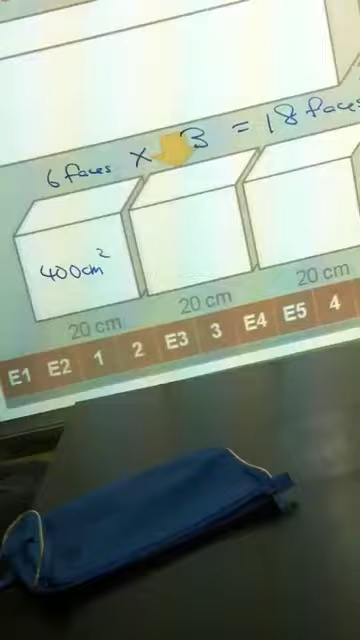 6 faces × 3 = 18 faces
400cm²
20 cm 20 cm 20 cm
E1 E2 1 2 E3 3 E4 E5 4